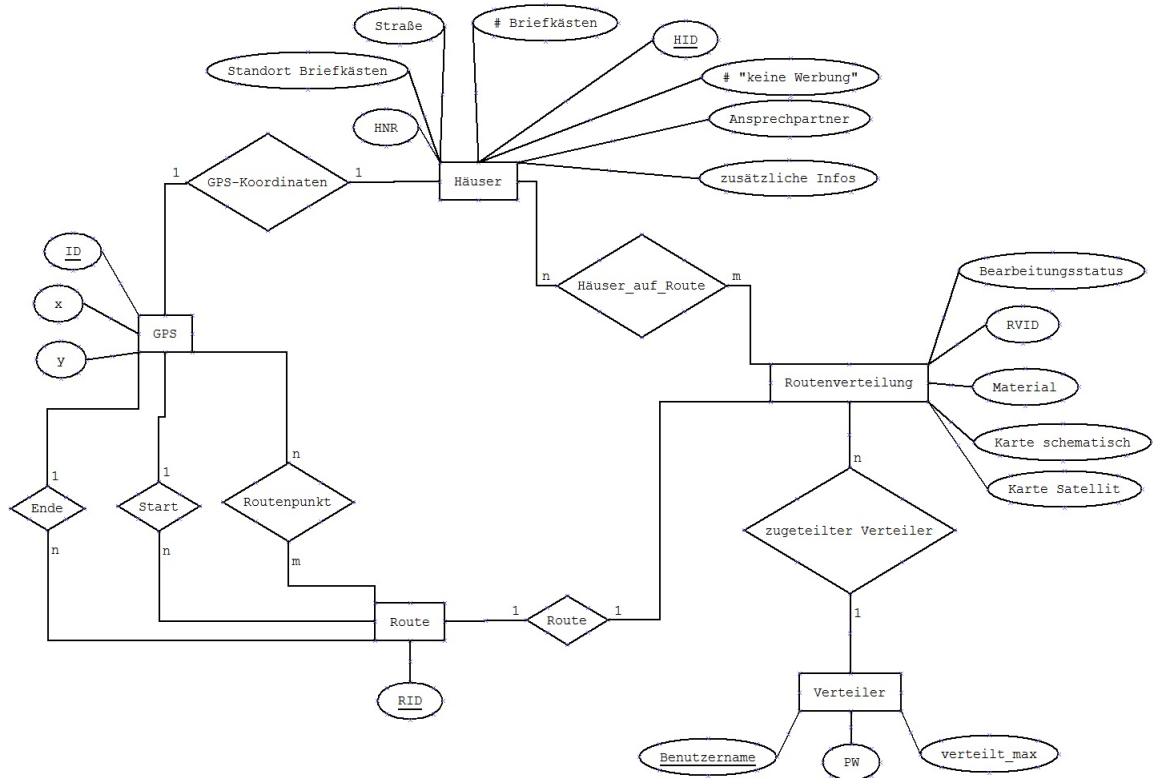 Straße
# Briefkästen
HID
Standort Briefkästen
# "keine Werbung"
Ansprechpartner
HNR
1
GPS-Koordinaten
1
Häuser
zusätzliche Infos
ID
x
y
GPS
n
Häuser_auf_Route
m
Bearbeitungsstatus
RVID
Routenverteilung
Material
Karte schematisch
Karte Satellit
1
Ende
n
1
Start
n
n
Routenpunkt
m
n
zugeteilter Verteiler
1
Route
1
Route
1
RID
Verteiler
Benutzername
PW
verteilt_max